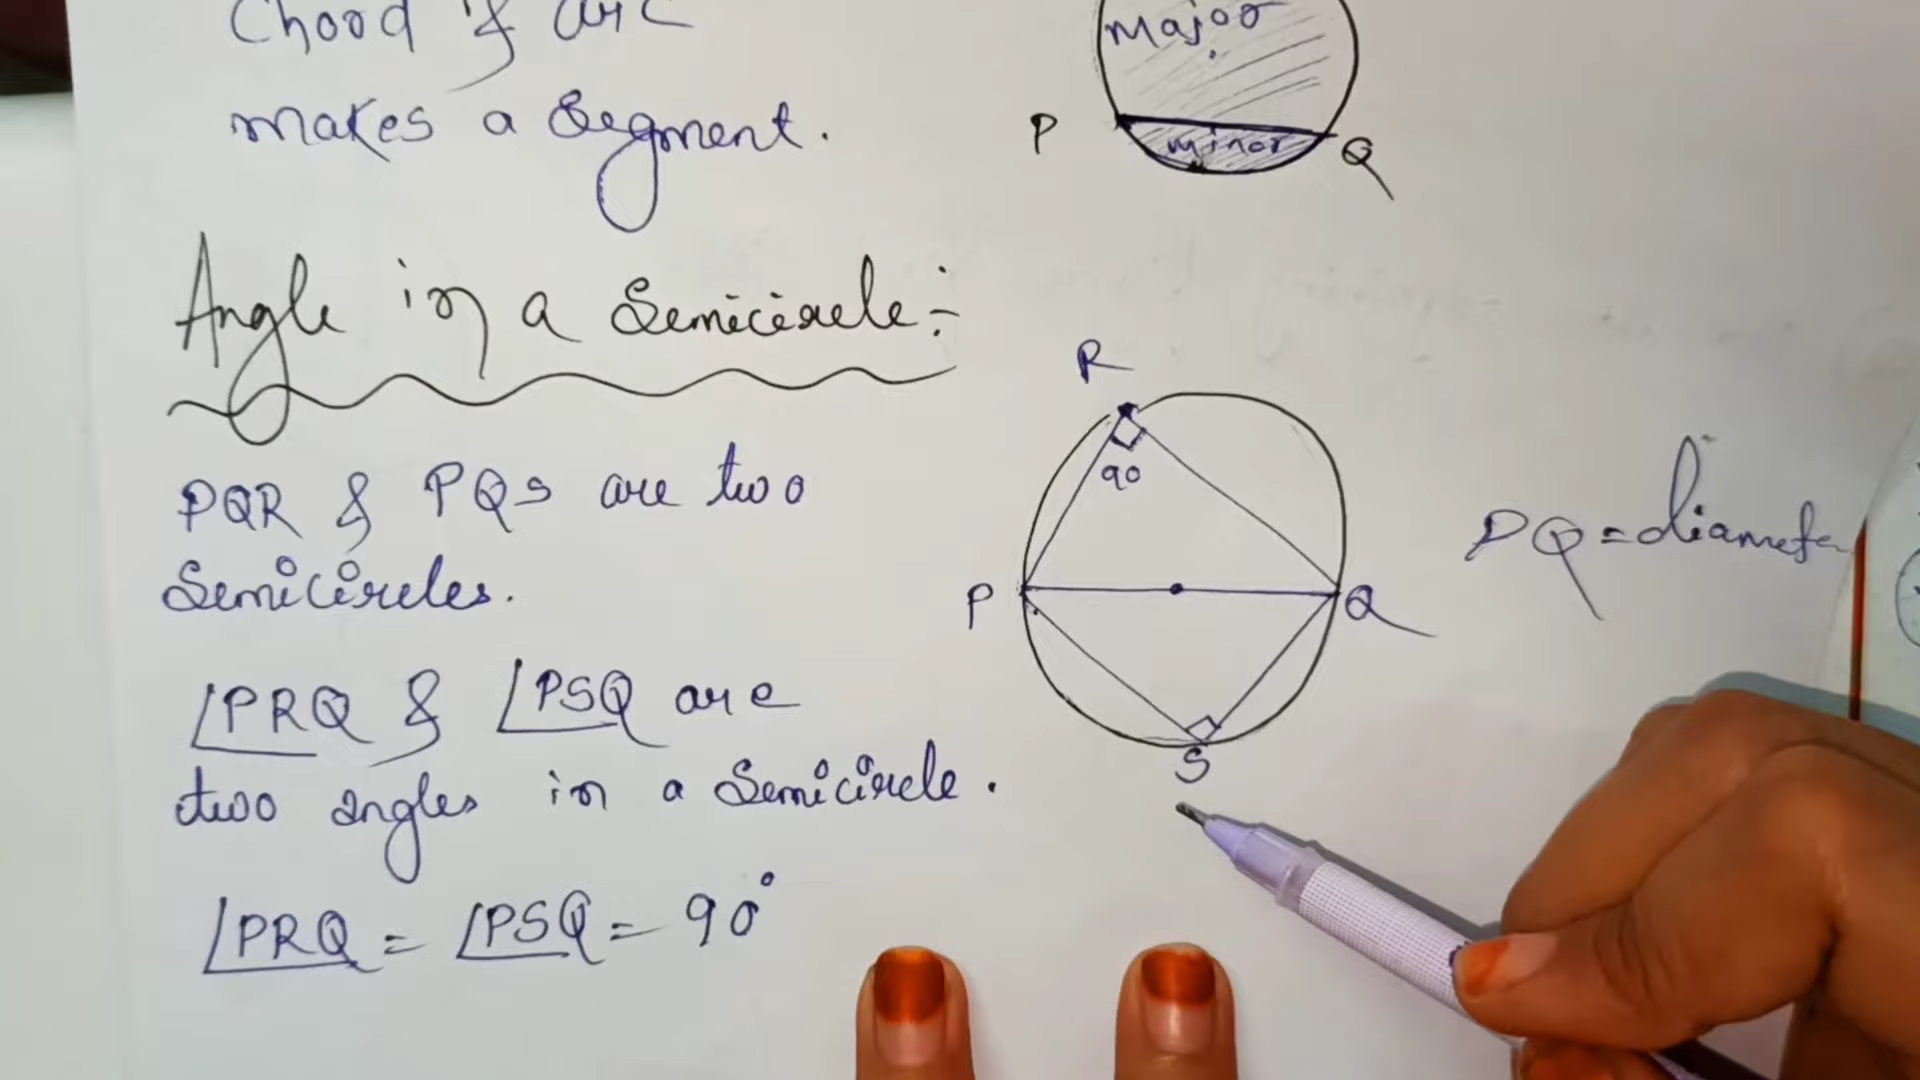 Chord & arc
makes a Segment.
Major
P
minor
Q
Angle in a Semicircle:-
PQR & PQS are two
Semicircles.
∠PRQ & ∠PSQ are
two angles in a Semicircle.
∠PRQ = ∠PSQ = 90°
R
90
P
Q
S
PQ = diameter